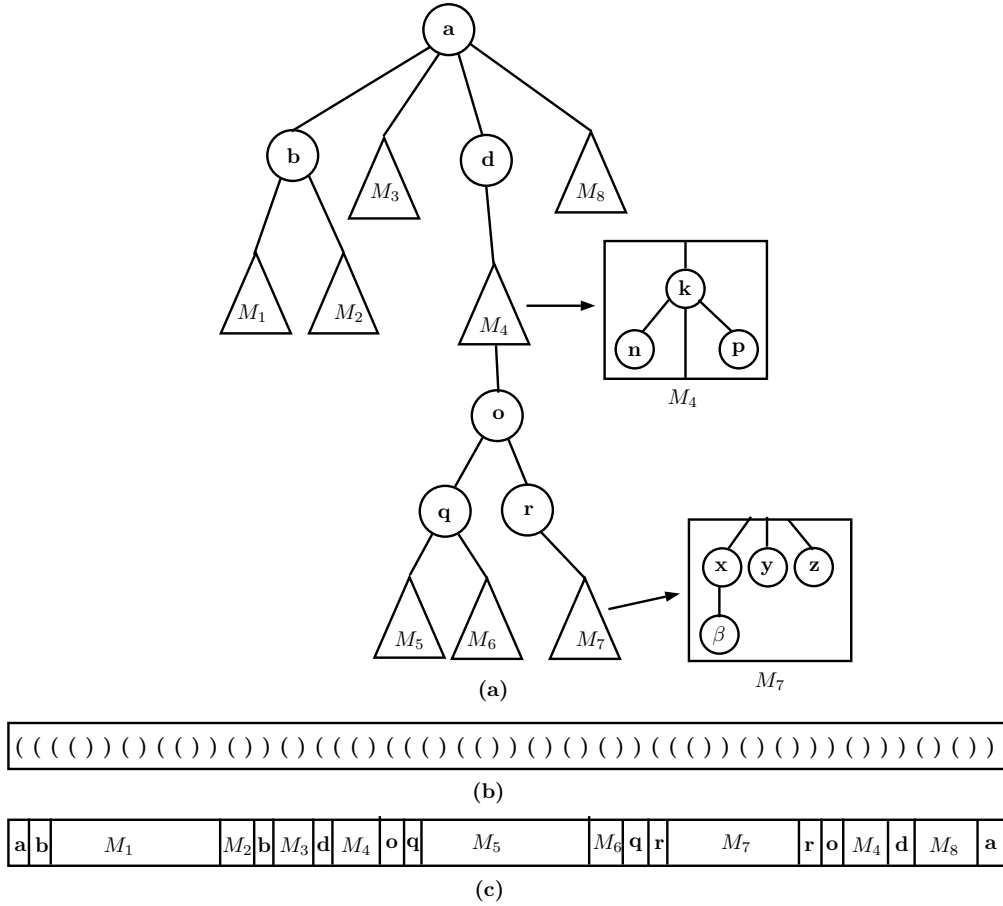 a
b
d
M3
M8
k
M1
M2
M4
n
p
M4
o
q
r
x
y
z
M5
M6
M7
β
M7
(a)
( ( ( ( ) ) ( ) ( ( ) ) ( ) ) ( ) ( ( ( ) ( ( ( ) ( ( ) ) ( ) ( ) ( ) ) ( ( ( ) ) ( ) ( ) ) ) ( ) ) ) ( ) ( ) )
(b)
a b M1 M2 b M3 d M4 o q M5 M6 q r M7 r o M4 d M8 a
(c)